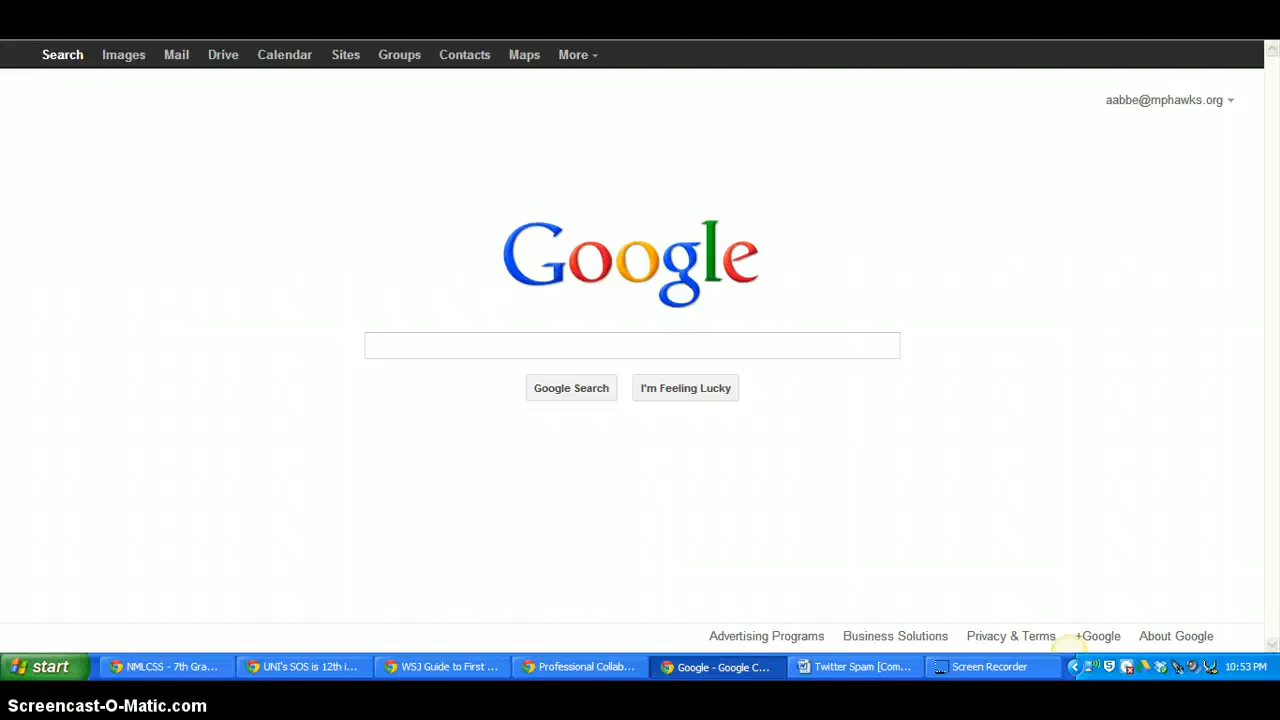 Search Images Mail Drive Calendar Sites Groups Contacts Maps More
aabbe@mphawks.org
Google
Google Search I'm Feeling Lucky
Advertising Programs Business Solutions Privacy & Terms +Google About Google
start NMLCSS - 7th Gra... UNI's SOS is 12th i... WSJ Guide to First ... Professional Collab... Google - Google C... Twitter Spam [Com... Screen Recorder 10:53 PM
Screencast-O-Matic.com